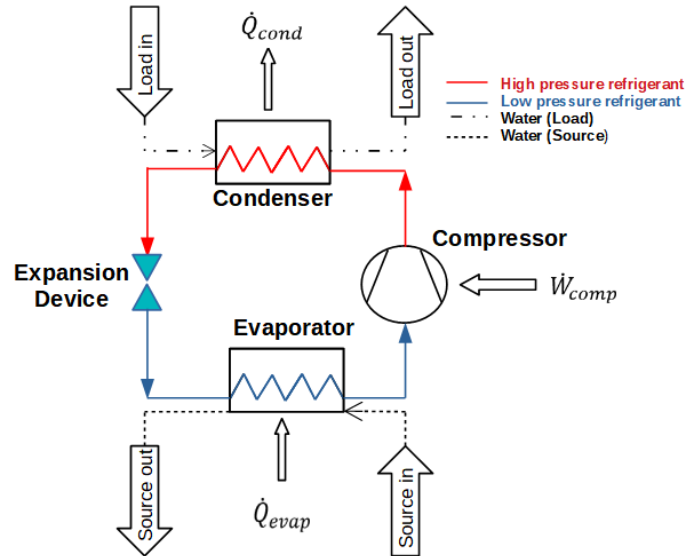 Load in
Q̇cond
Load out
High pressure refrigerant
Low pressure refrigerant
Water (Load)
Water (Source)
Condenser
Compressor
Expansion
Device
Ẇcomp
Evaporator
Source out
Q̇evap
Source in